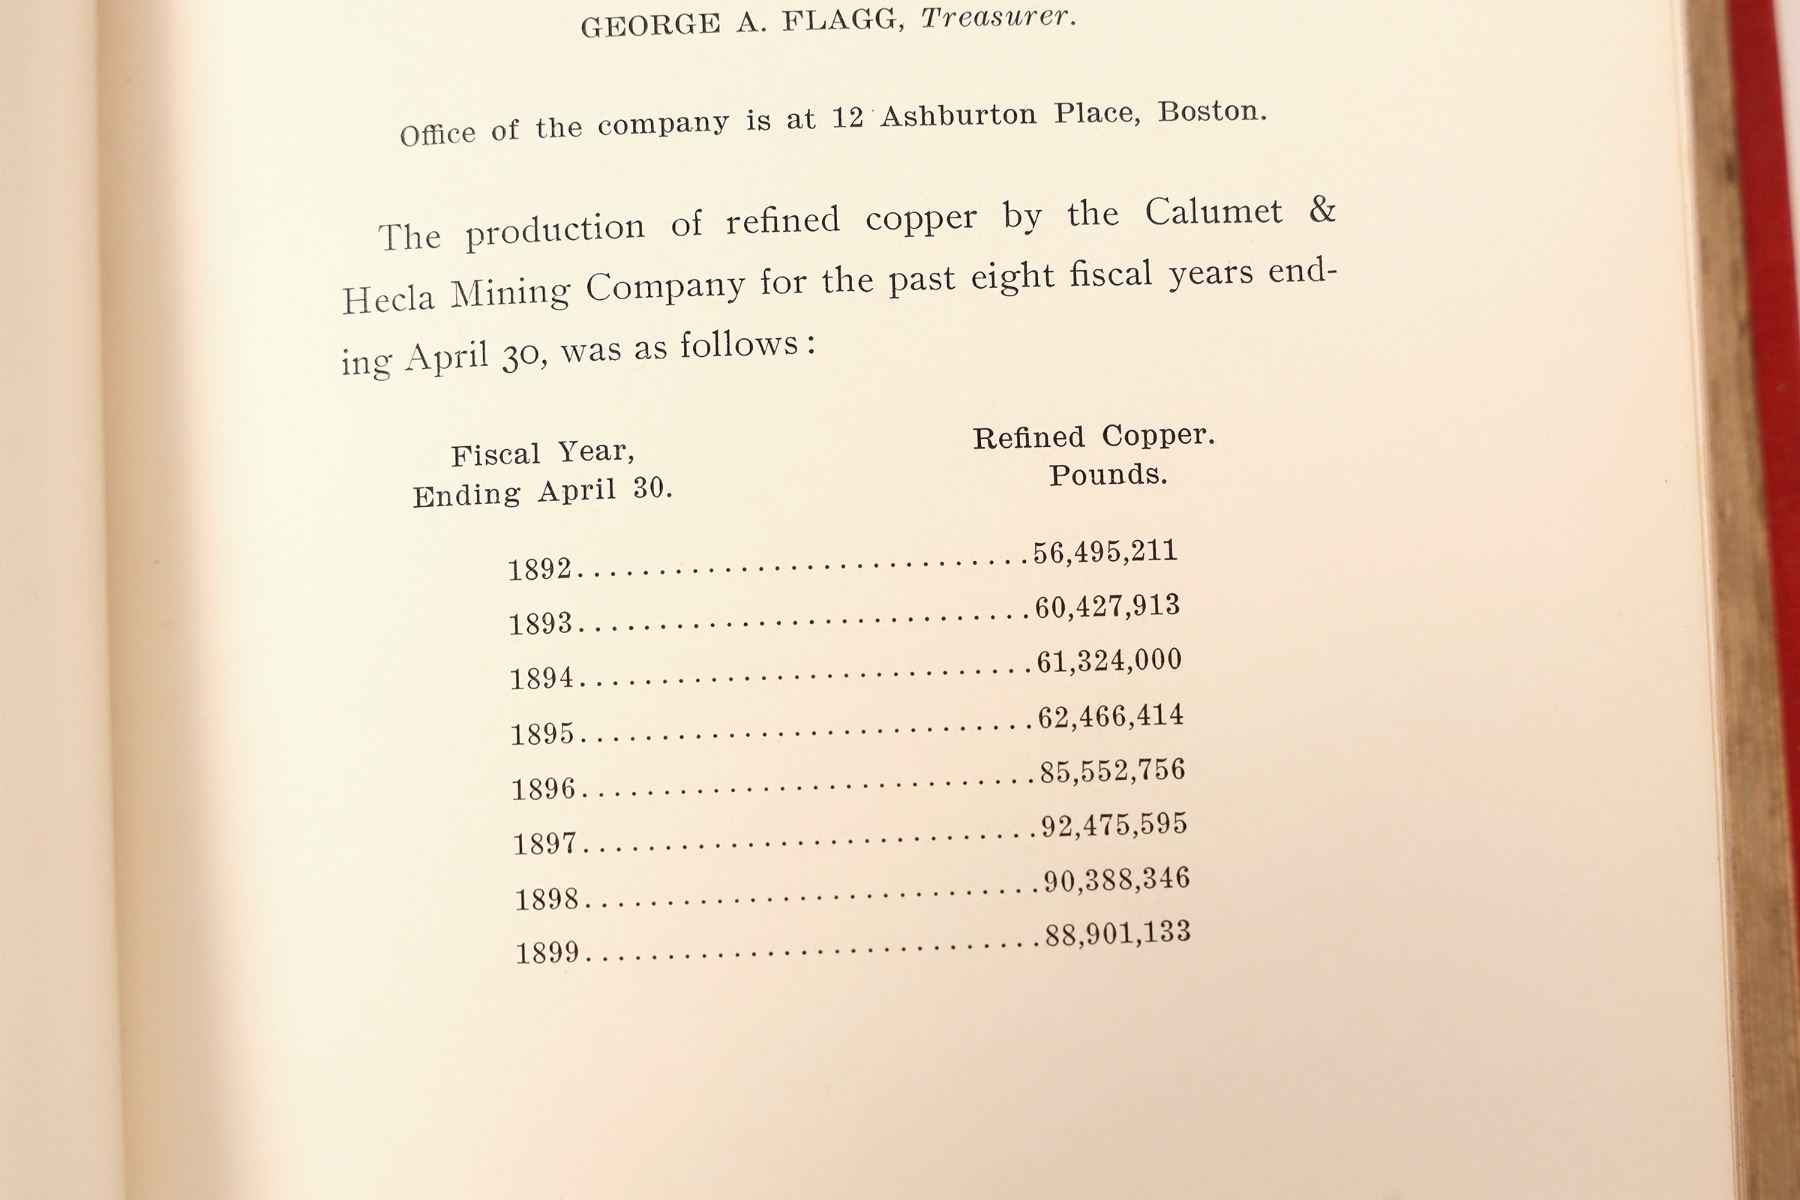 GEORGE A. FLAGG, Treasurer.
Office of the company is at 12 Ashburton Place, Boston.
The production of refined copper by the Calumet &
Hecla Mining Company for the past eight fiscal years end-
ing April 30, was as follows:
Fiscal Year, Refined Copper.
Ending April 30. Pounds.
1892............................56,495,211
1893............................60,427,913
1894............................61,324,000
1895............................62,466,414
1896............................85,552,756
1897............................92,475,595
1898............................90,388,346
1899............................88,901,133